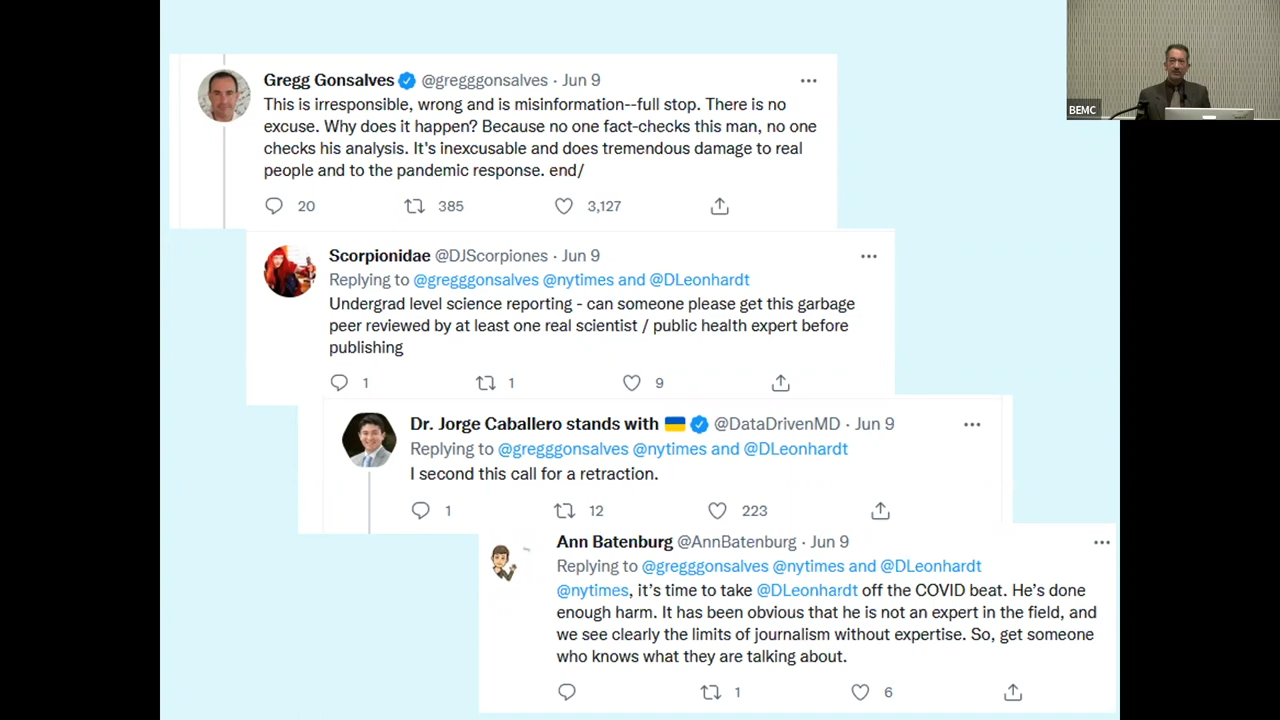 Gregg Gonsalves @gregggonsalves · Jun 9
This is irresponsible, wrong and is misinformation--full stop. There is no
excuse. Why does it happen? Because no one fact-checks this man, no one
checks his analysis. It's inexcusable and does tremendous damage to real
people and to the pandemic response. end/
20 385 3,127
BEMC
Scorpionidae @DJScorpiones · Jun 9
Replying to @gregggonsalves @nytimes and @DLeonhardt
Undergrad level science reporting - can someone please get this garbage
peer reviewed by at least one real scientist / public health expert before
publishing
1 1 9
Dr. Jorge Caballero stands with 🇺🇦 @DataDrivenMD · Jun 9
Replying to @gregggonsalves @nytimes and @DLeonhardt
I second this call for a retraction.
1 12 223
Ann Batenburg @AnnBatenburg · Jun 9
Replying to @gregggonsalves @nytimes and @DLeonhardt
@nytimes, it's time to take @DLeonhardt off the COVID beat. He's done
enough harm. It has been obvious that he is not an expert in the field, and
we see clearly the limits of journalism without expertise. So, get someone
who knows what they are talking about.
1 6